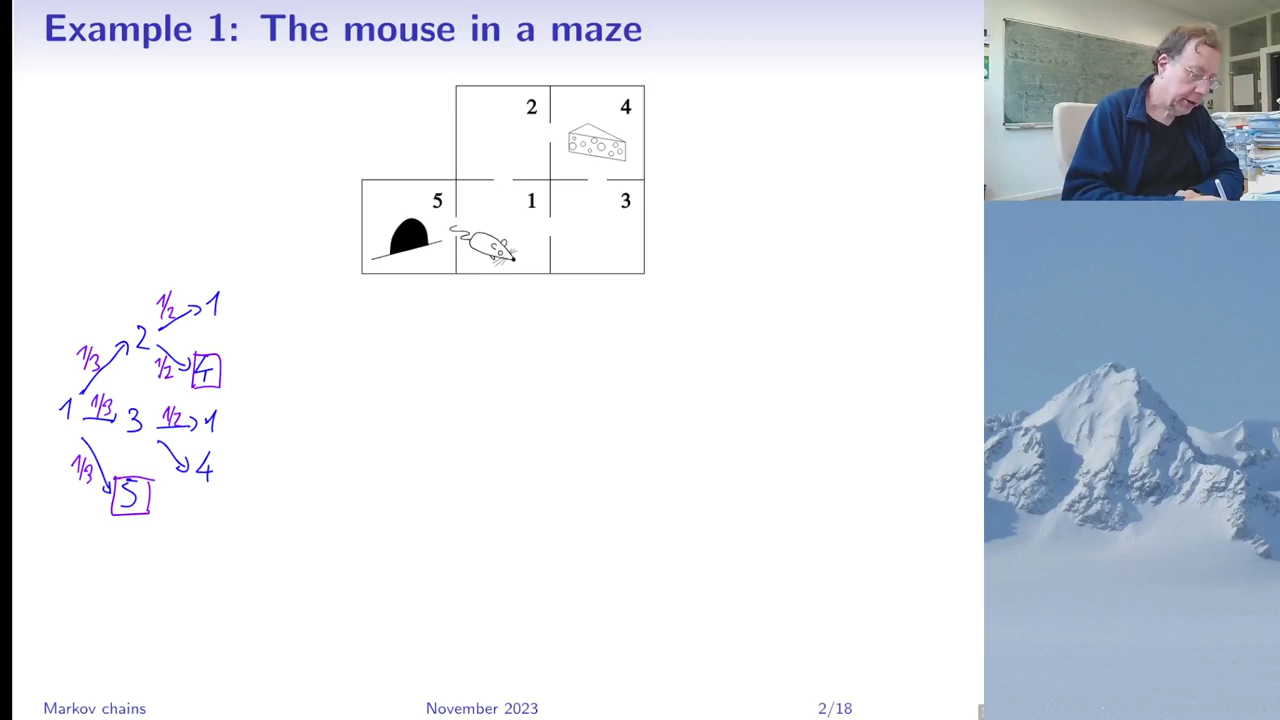 Example 1: The mouse in a maze
2 4
5 1 3
1/2 1
2
1/3 1/2 4
1 1/3 3 1/2 1
1/3 4
5
Markov chains November 2023 2/18